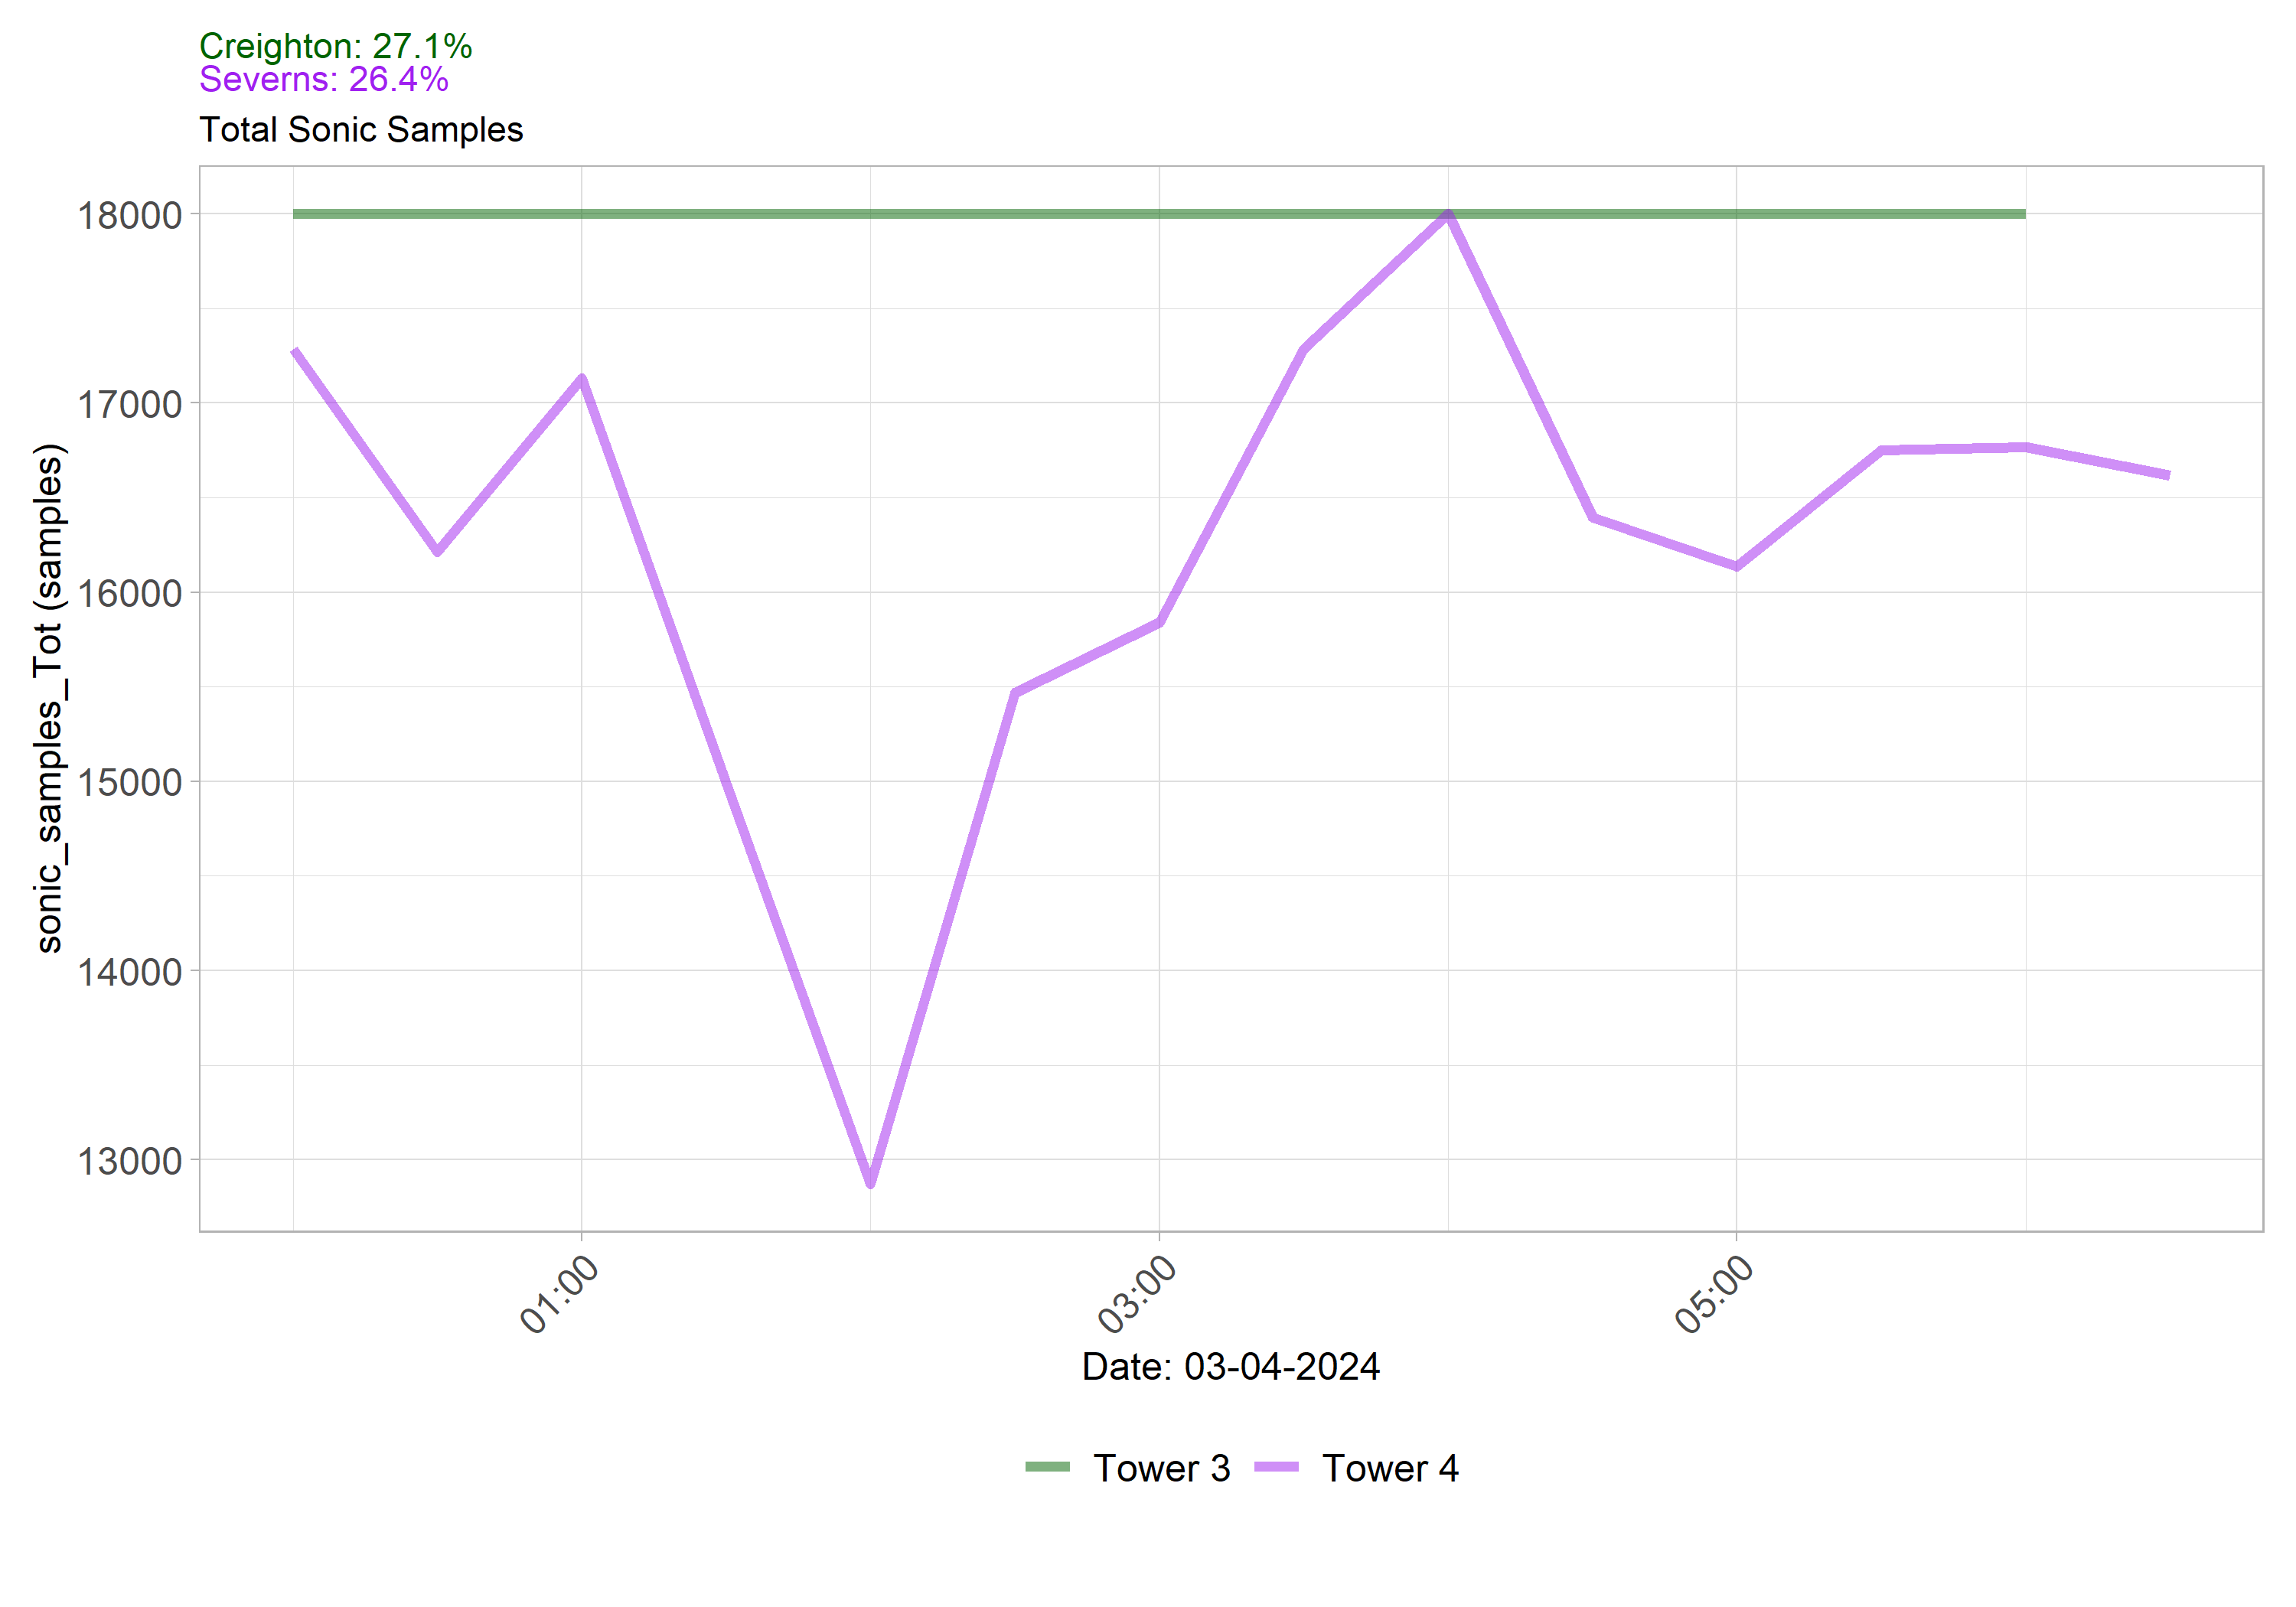 Creighton: 27.1%
Severns: 26.4%
Total Sonic Samples
sonic_samples_Tot (samples)
18000
17000
16000
15000
14000
13000
01:00
03:00
05:00
Date: 03-04-2024
Tower 3
Tower 4